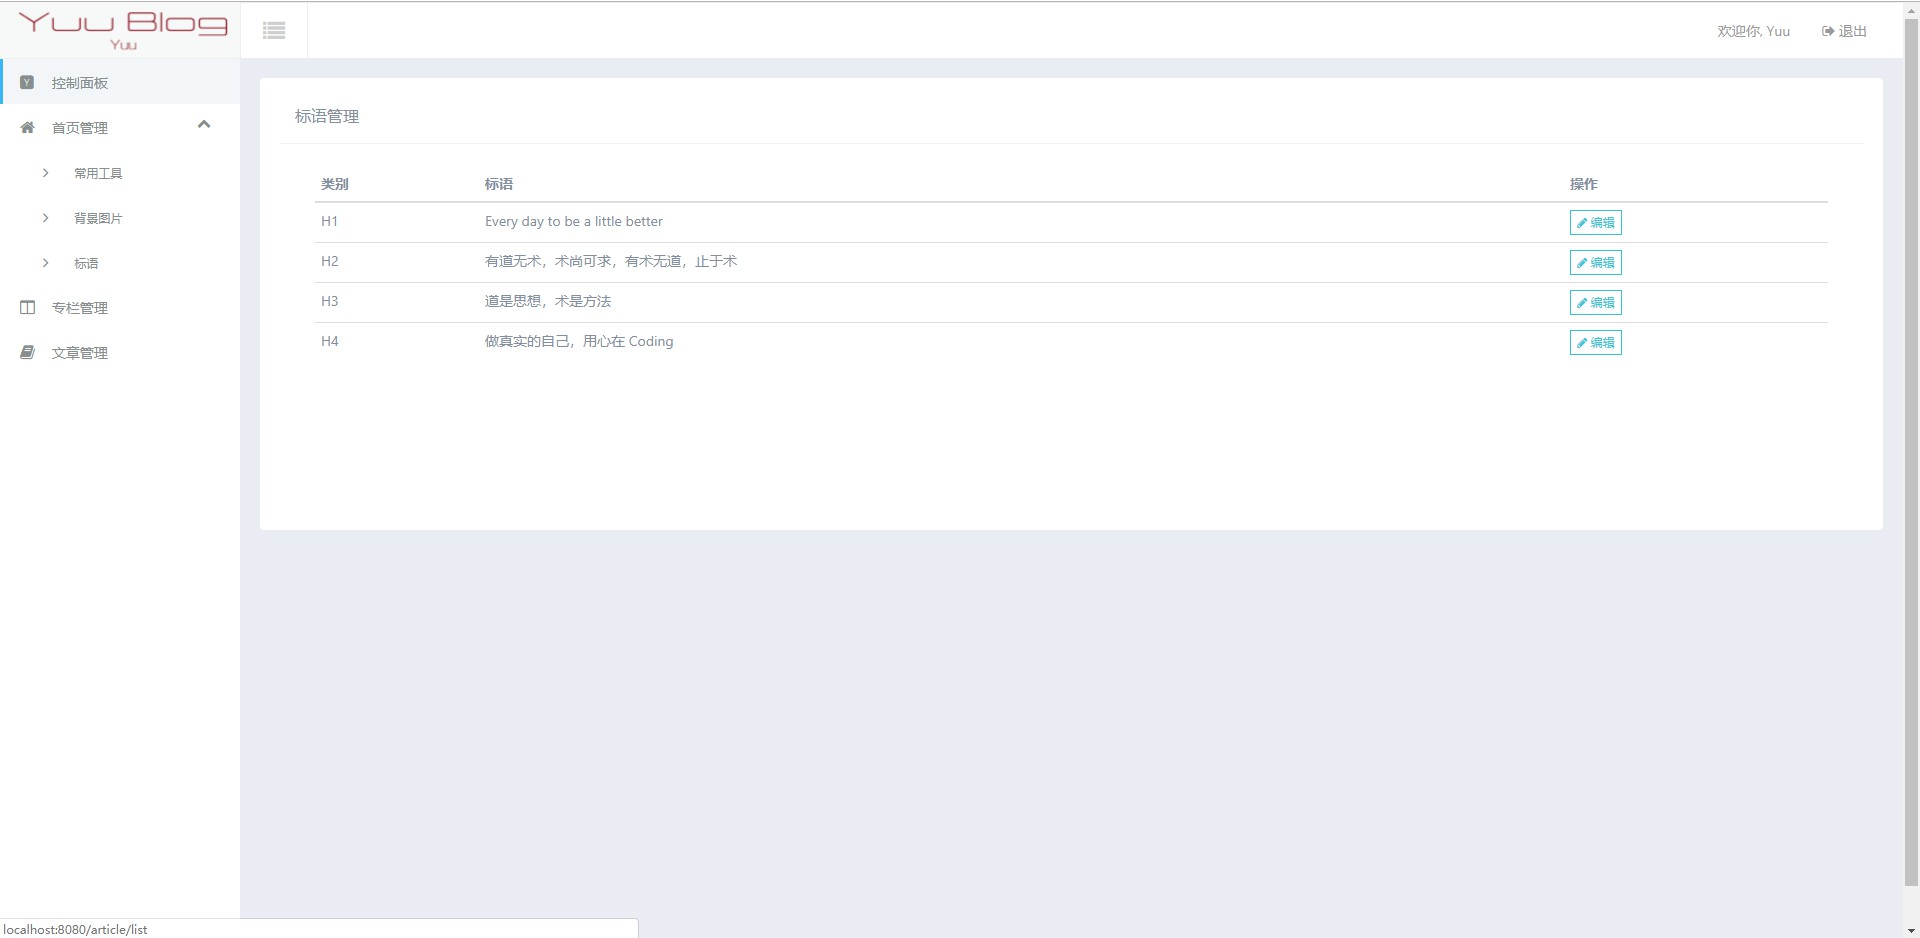 Yuu Blog
Yuu
欢迎你, Yuu
退出
控制面板
首页管理
常用工具
背景图片
标语
专栏管理
文章管理
标语管理
类别 标语 操作
H1 Every day to be a little better 编辑
H2 有道无术，术尚可求，有术无道，止于术 编辑
H3 道是思想，术是方法 编辑
H4 做真实的自己，用心在 Coding 编辑
localhost:8080/article/list